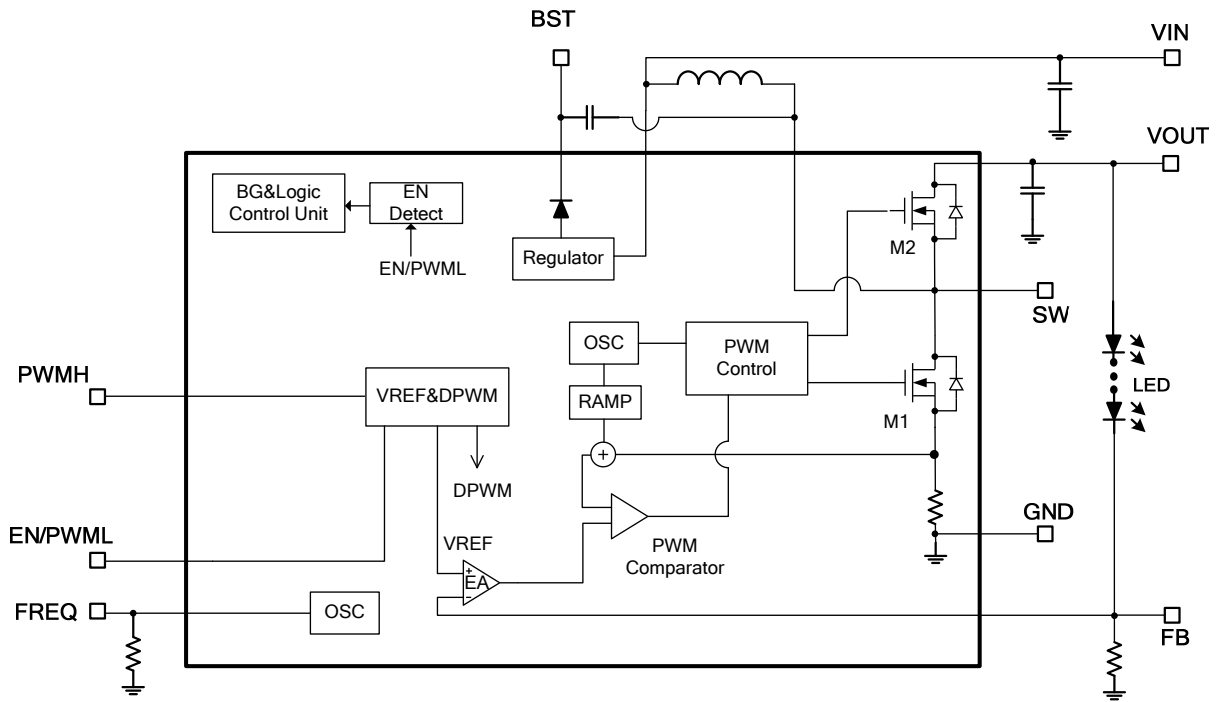 BST
VIN
VOUT
BG&Logic
Control Unit
EN
Detect
EN/PWML
Regulator
M2
SW
OSC
PWM
Control
PWMH
VREF&DPWM
RAMP
M1
LED
+
DPWM
GND
EN/PWML
VREF
PWM
Comparator
+
EA
-
FREQ
OSC
FB